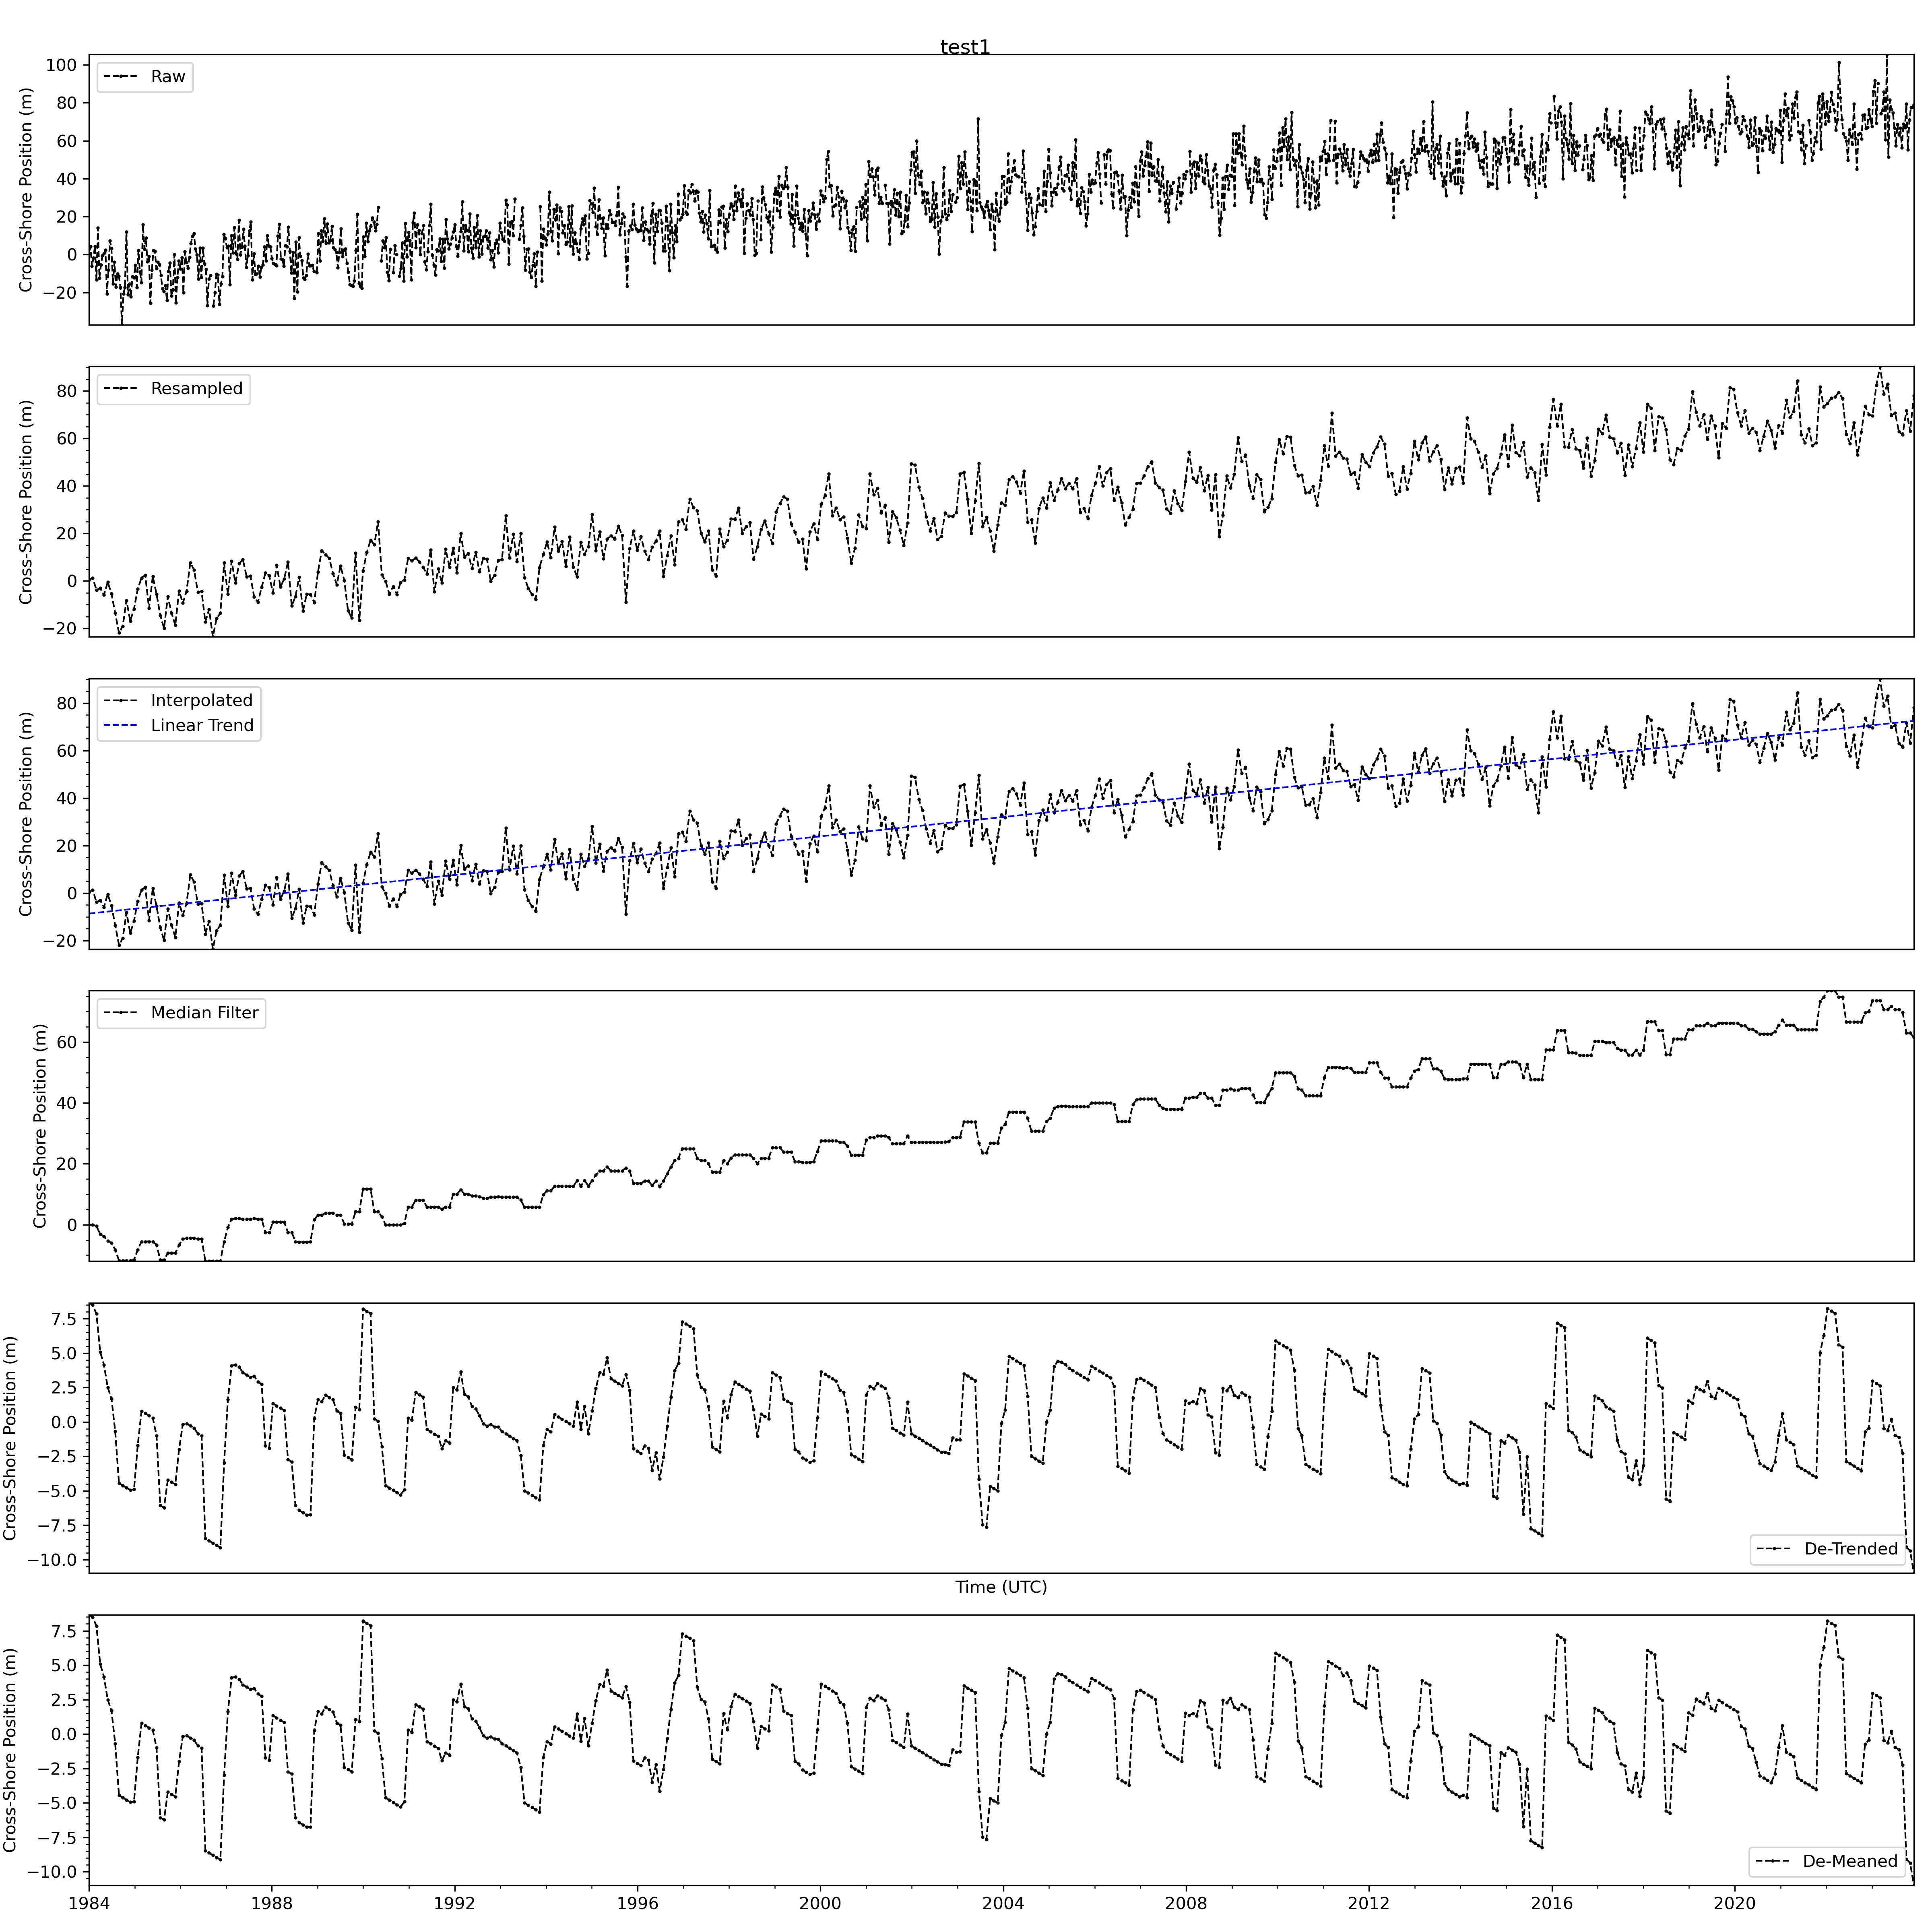 test1
Cross-Shore Position (m)
100
80
60
40
20
0
−20
Raw
Cross-Shore Position (m)
80
60
40
20
0
−20
Resampled
Cross-Shore Position (m)
80
60
40
20
0
−20
Interpolated
Linear Trend
Cross-Shore Position (m)
60
40
20
0
Median Filter
Cross-Shore Position (m)
7.5
5.0
2.5
0.0
−2.5
−5.0
−7.5
−10.0
De-Trended
Time (UTC)
Cross-Shore Position (m)
7.5
5.0
2.5
0.0
−2.5
−5.0
−7.5
−10.0
De-Meaned
1984 1988 1992 1996 2000 2004 2008 2012 2016 2020